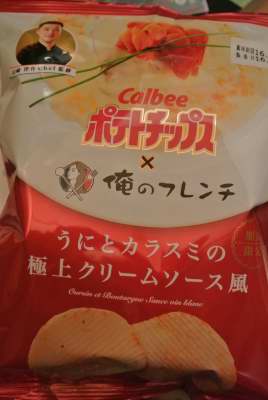 Calbee
ポテトチップス
×
俺のフレンチ
うにとカラスミの
極上クリームソース風
Oursin et Boutargue Sauce vin blanc